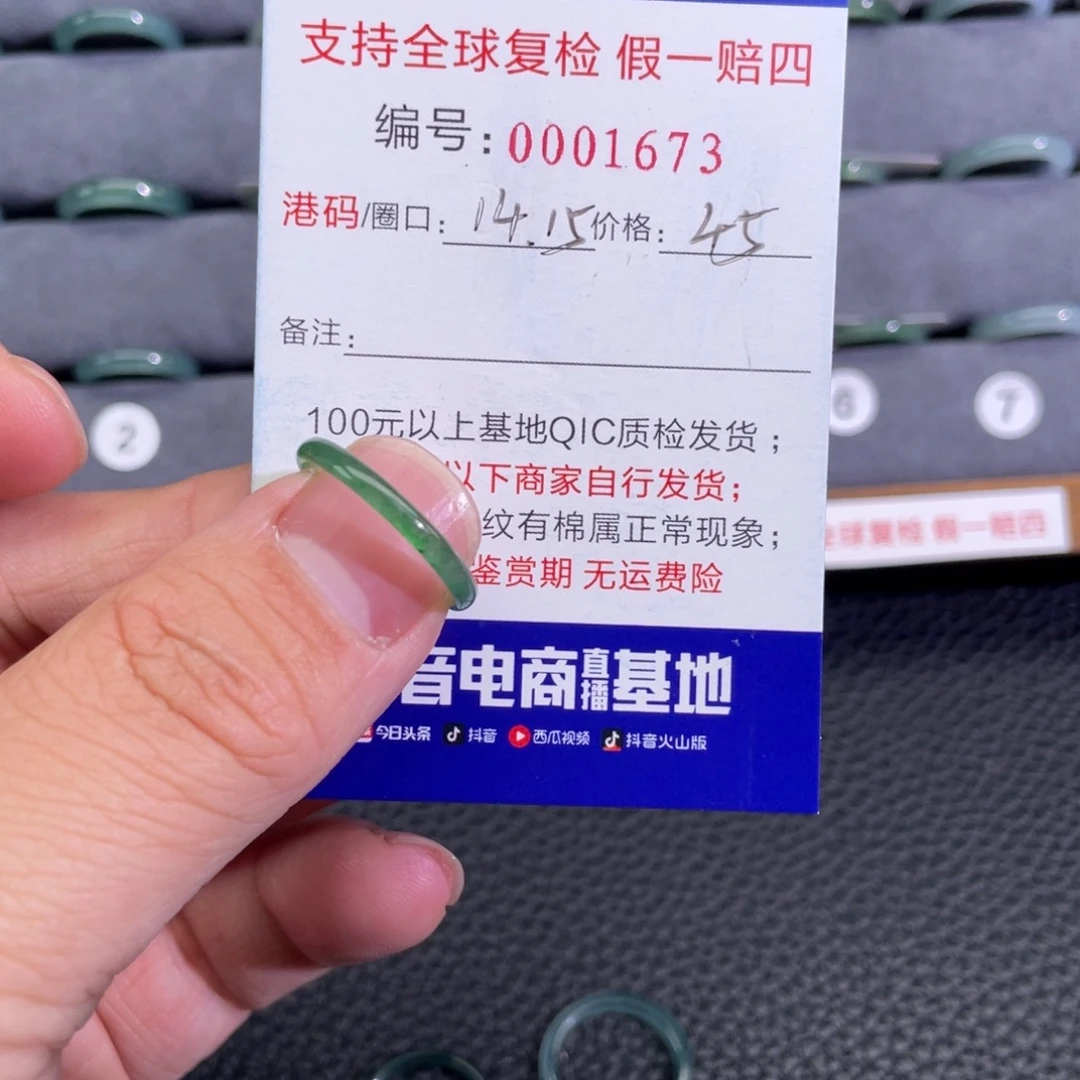 支持全球复检 假一赔四
编号：0001673
港码/圈口：14.15 价格：45
备注：
100元以上基地QIC质检发货；
以下商家自行发货；
纹有棉属正常现象；
鉴赏期 无运费险
音电商直播基地
今日头条 抖音 西瓜视频 抖音火山版
2
6
7
全球复检 假一赔四